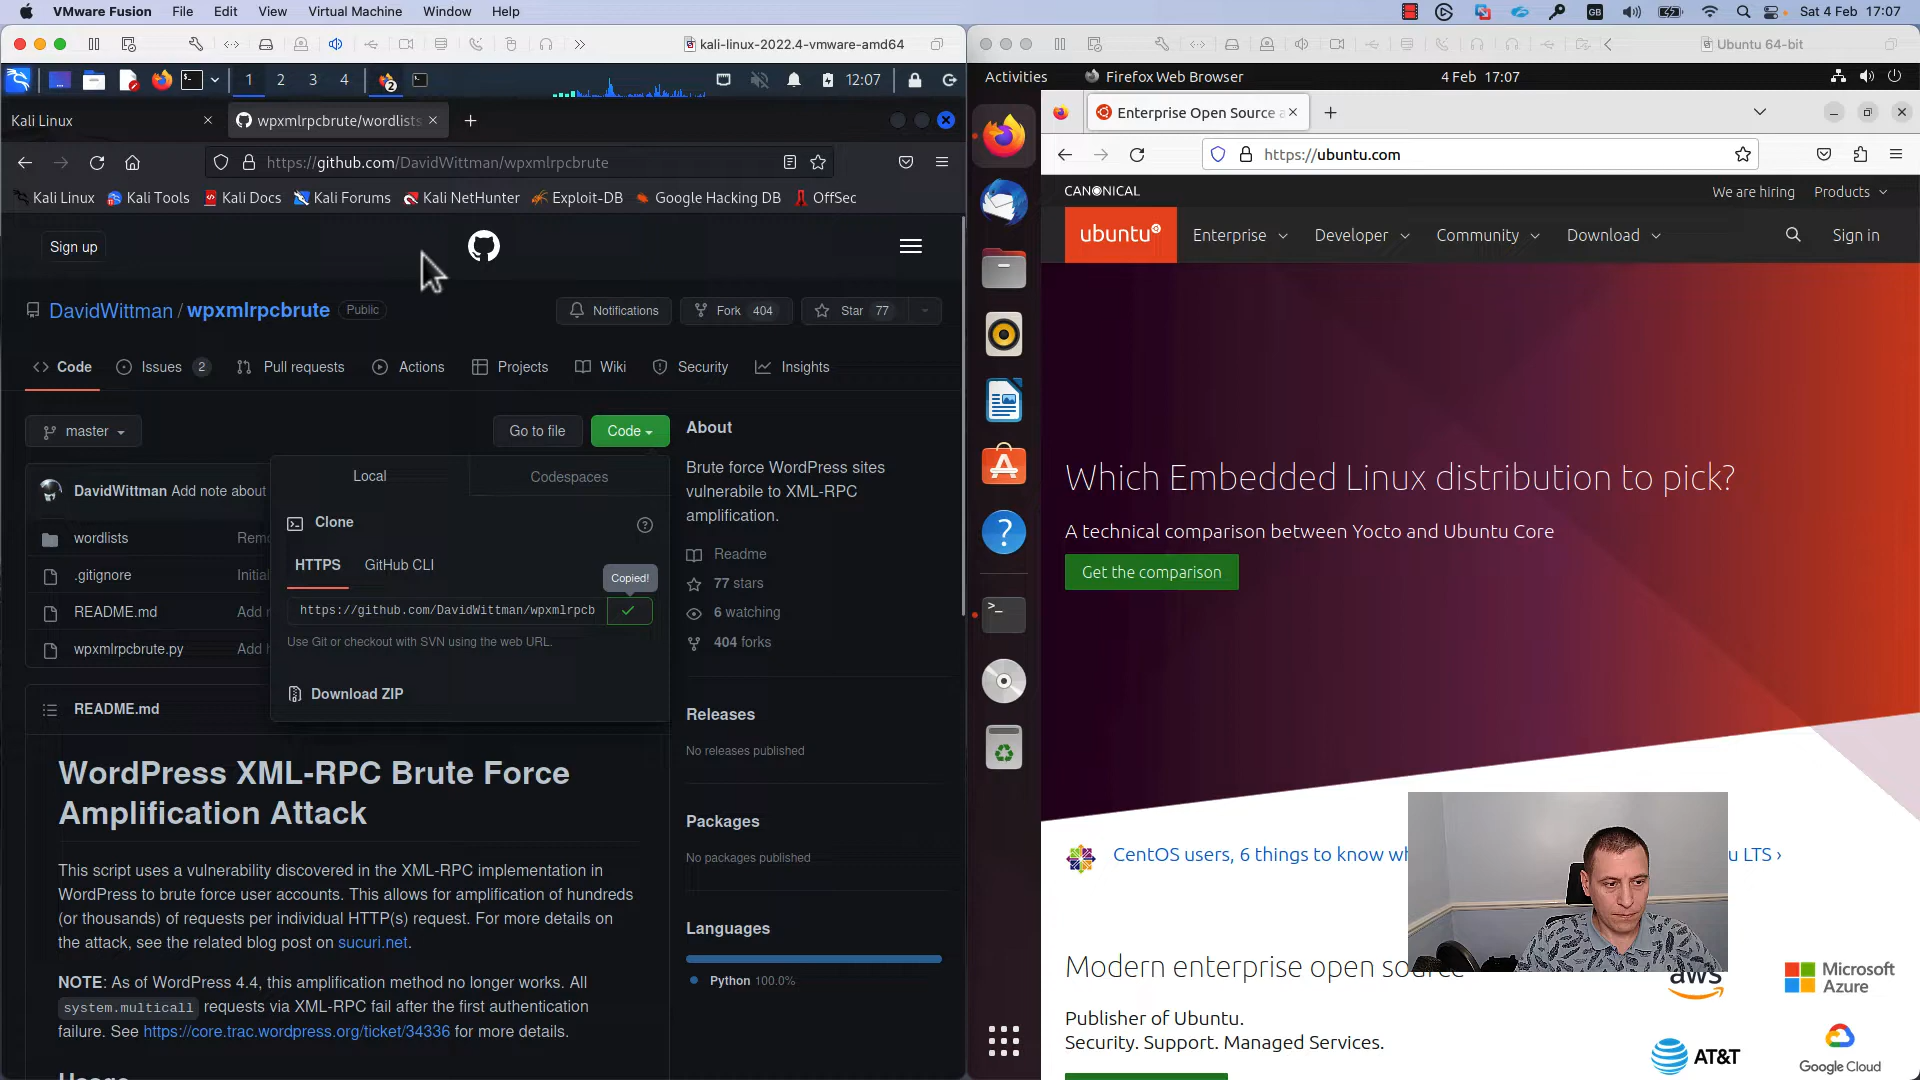 VMware Fusion File Edit View Virtual Machine Window Help
GB Sat 4 Feb 17:07
kali-linux-2022.4-vmware-amd64
1 2 3 4
2
12:07
Kali Linux
wpxmlrpcbrute/wordlists
https://github.com/DavidWittman/wpxmlrpcbrute
Kali Linux Kali Tools Kali Docs Kali Forums Kali NetHunter Exploit-DB Google Hacking DB OffSec
Sign up
DavidWittman / wpxmlrpcbrute Public
Notifications Fork 404 Star 77
Code Issues 2 Pull requests Actions Projects Wiki Security Insights
master Go to file Code
DavidWittman Add note about
wordlists Remo
.gitignore Initial
README.md Add n
wpxmlrpcbrute.py Add h
Local Codespaces
Clone
HTTPS GitHub CLI
Copied!
https://github.com/DavidWittman/wpxmlrpcb
Use Git or checkout with SVN using the web URL.
Download ZIP
About
Brute force WordPress sites
vulnerabile to XML-RPC
amplification.
Readme
77 stars
6 watching
404 forks
Releases
No releases published
Packages
No packages published
Languages
Python 100.0%
README.md
WordPress XML-RPC Brute Force
Amplification Attack
This script uses a vulnerability discovered in the XML-RPC implementation in
WordPress to brute force user accounts. This allows for amplification of hundreds
(or thousands) of requests per individual HTTP(s) request. For more details on
the attack, see the related blog post on sucuri.net.
NOTE: As of WordPress 4.4, this amplification method no longer works. All
system.multicall requests via XML-RPC fail after the first authentication
failure. See https://core.trac.wordpress.org/ticket/34336 for more details.
Usage
Ubuntu 64-bit
Activities Firefox Web Browser 4 Feb 17:07
Enterprise Open Source a
https://ubuntu.com
CANONICAL We are hiring Products
ubuntu Enterprise Developer Community Download Sign in
Which Embedded Linux distribution to pick?
A technical comparison between Yocto and Ubuntu Core
Get the comparison
CentOS users, 6 things to know wh
u LTS ›
Modern enterprise open source
Publisher of Ubuntu.
Security. Support. Managed Services.
aws
Microsoft
Azure
AT&T
Google Cloud